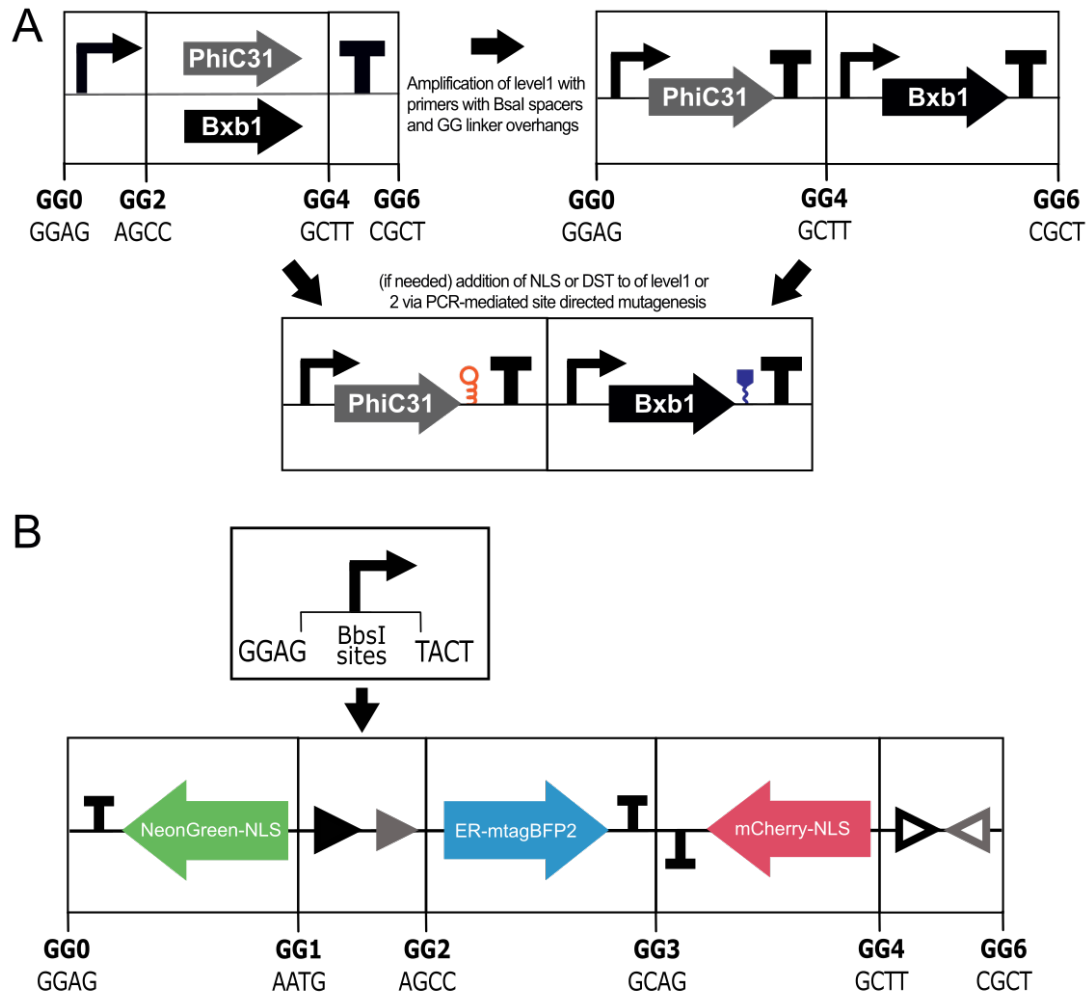 A
PhiC31
Bxb1
GG0 GG2 GG4 GG6
GGAG AGCC GCTT CGCT
Amplification of level1 with
primers with BsaI spacers
and GG linker overhangs
PhiC31 Bxb1
GG0 GG4 GG6
GGAG GCTT CGCT
(if needed) addition of NLS or DST to of level1 or
2 via PCR-mediated site directed mutagenesis
PhiC31 Bxb1
B
GGAG BbsI TACT
sites
NeonGreen-NLS ER-mtagBFP2 mCherry-NLS
GG0 GG1 GG2 GG3 GG4 GG6
GGAG AATG AGCC GCAG GCTT CGCT